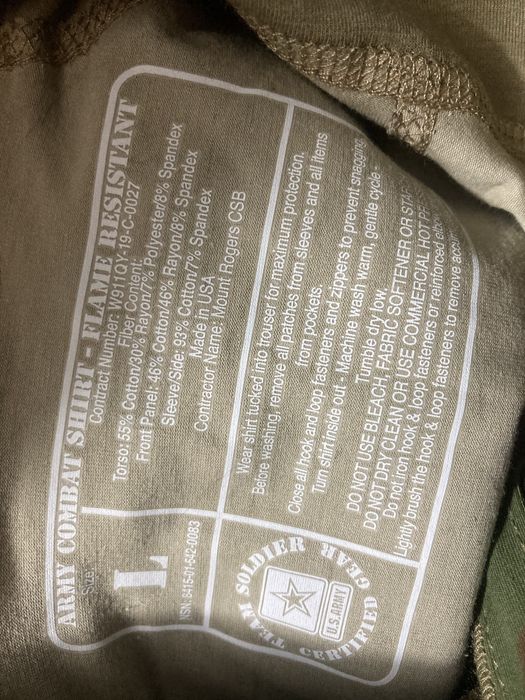 ARMY COMBAT SHIRT - FLAME RESISTANT
Size:
L
NSN: 8415-01-642-0083
Contract Number: W911QY-19-C-0027
Fiber Content:
Torso: 55% Cotton/30% Rayon/7% Polyester/8% Spandex
Front Panel: 46% Cotton/46% Rayon/8% Spandex
Sleeve/Side: 93% Cotton/7% Spandex
Made in USA
Contractor Name: Mount Rogers CSB
TEAM SOLDIER
U.S. ARMY
CERTIFIED GEAR
Wear shirt tucked into trouser for maximum protection.
Before washing, remove all patches from sleeves and all items
from pockets.
Close all hook and loop fasteners and zippers to prevent snagging
Turn shirt inside out - Machine wash warm, gentle cycle -
Tumble dry low.
DO NOT USE BLEACH, FABRIC SOFTENER OR
DO NOT DRY CLEAN OR USE COMMERCIAL HOT
Do not iron hook & loop fasteners or reinforced
Lightly brush the hook & loop fasteners to remove